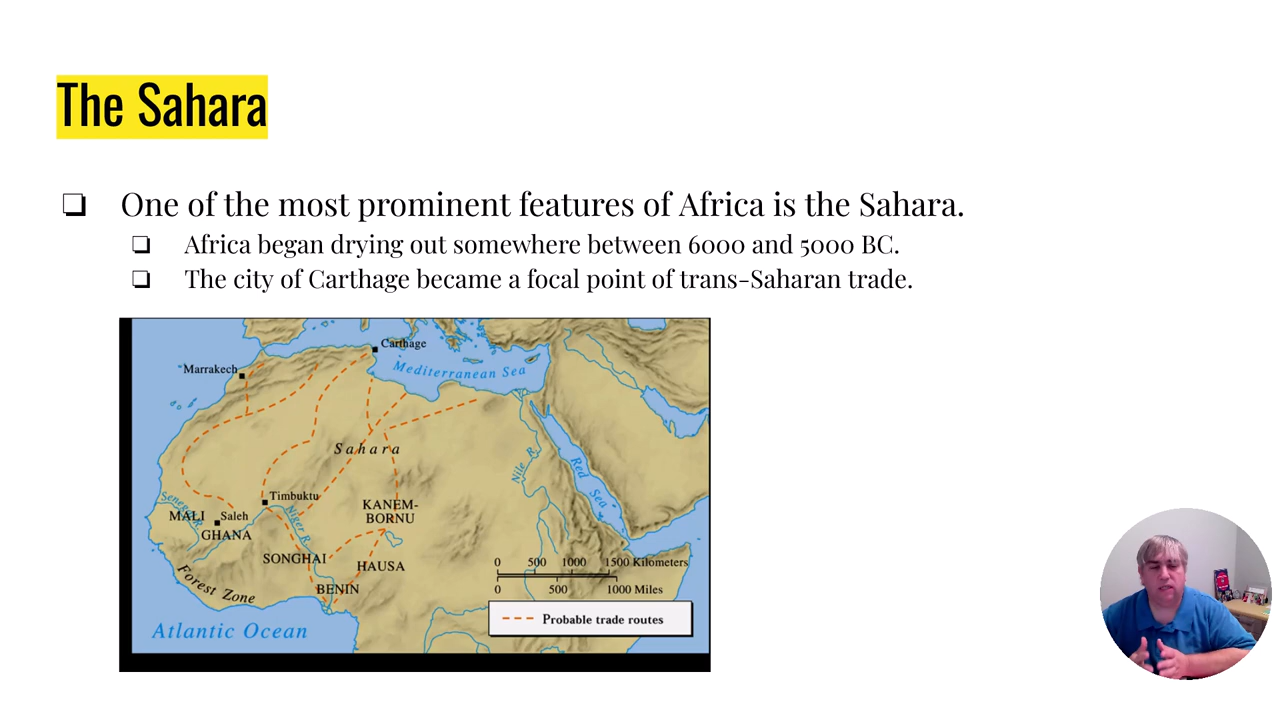 The Sahara
❏ One of the most prominent features of Africa is the Sahara.
❏ Africa began drying out somewhere between 6000 and 5000 BC.
❏ The city of Carthage became a focal point of trans-Saharan trade.
Carthage
Marrakech
Mediterranean Sea
Sahara
Nile R.
Red Sea
Timbuktu
Senegal R.
MALI
Saleh
GHANA
Niger R.
KANEM-
BORNU
SONGHAI
HAUSA
BENIN
Forest Zone
Atlantic Ocean
0 500 1000 1500 Kilometers
0 500 1000 Miles
Probable trade routes